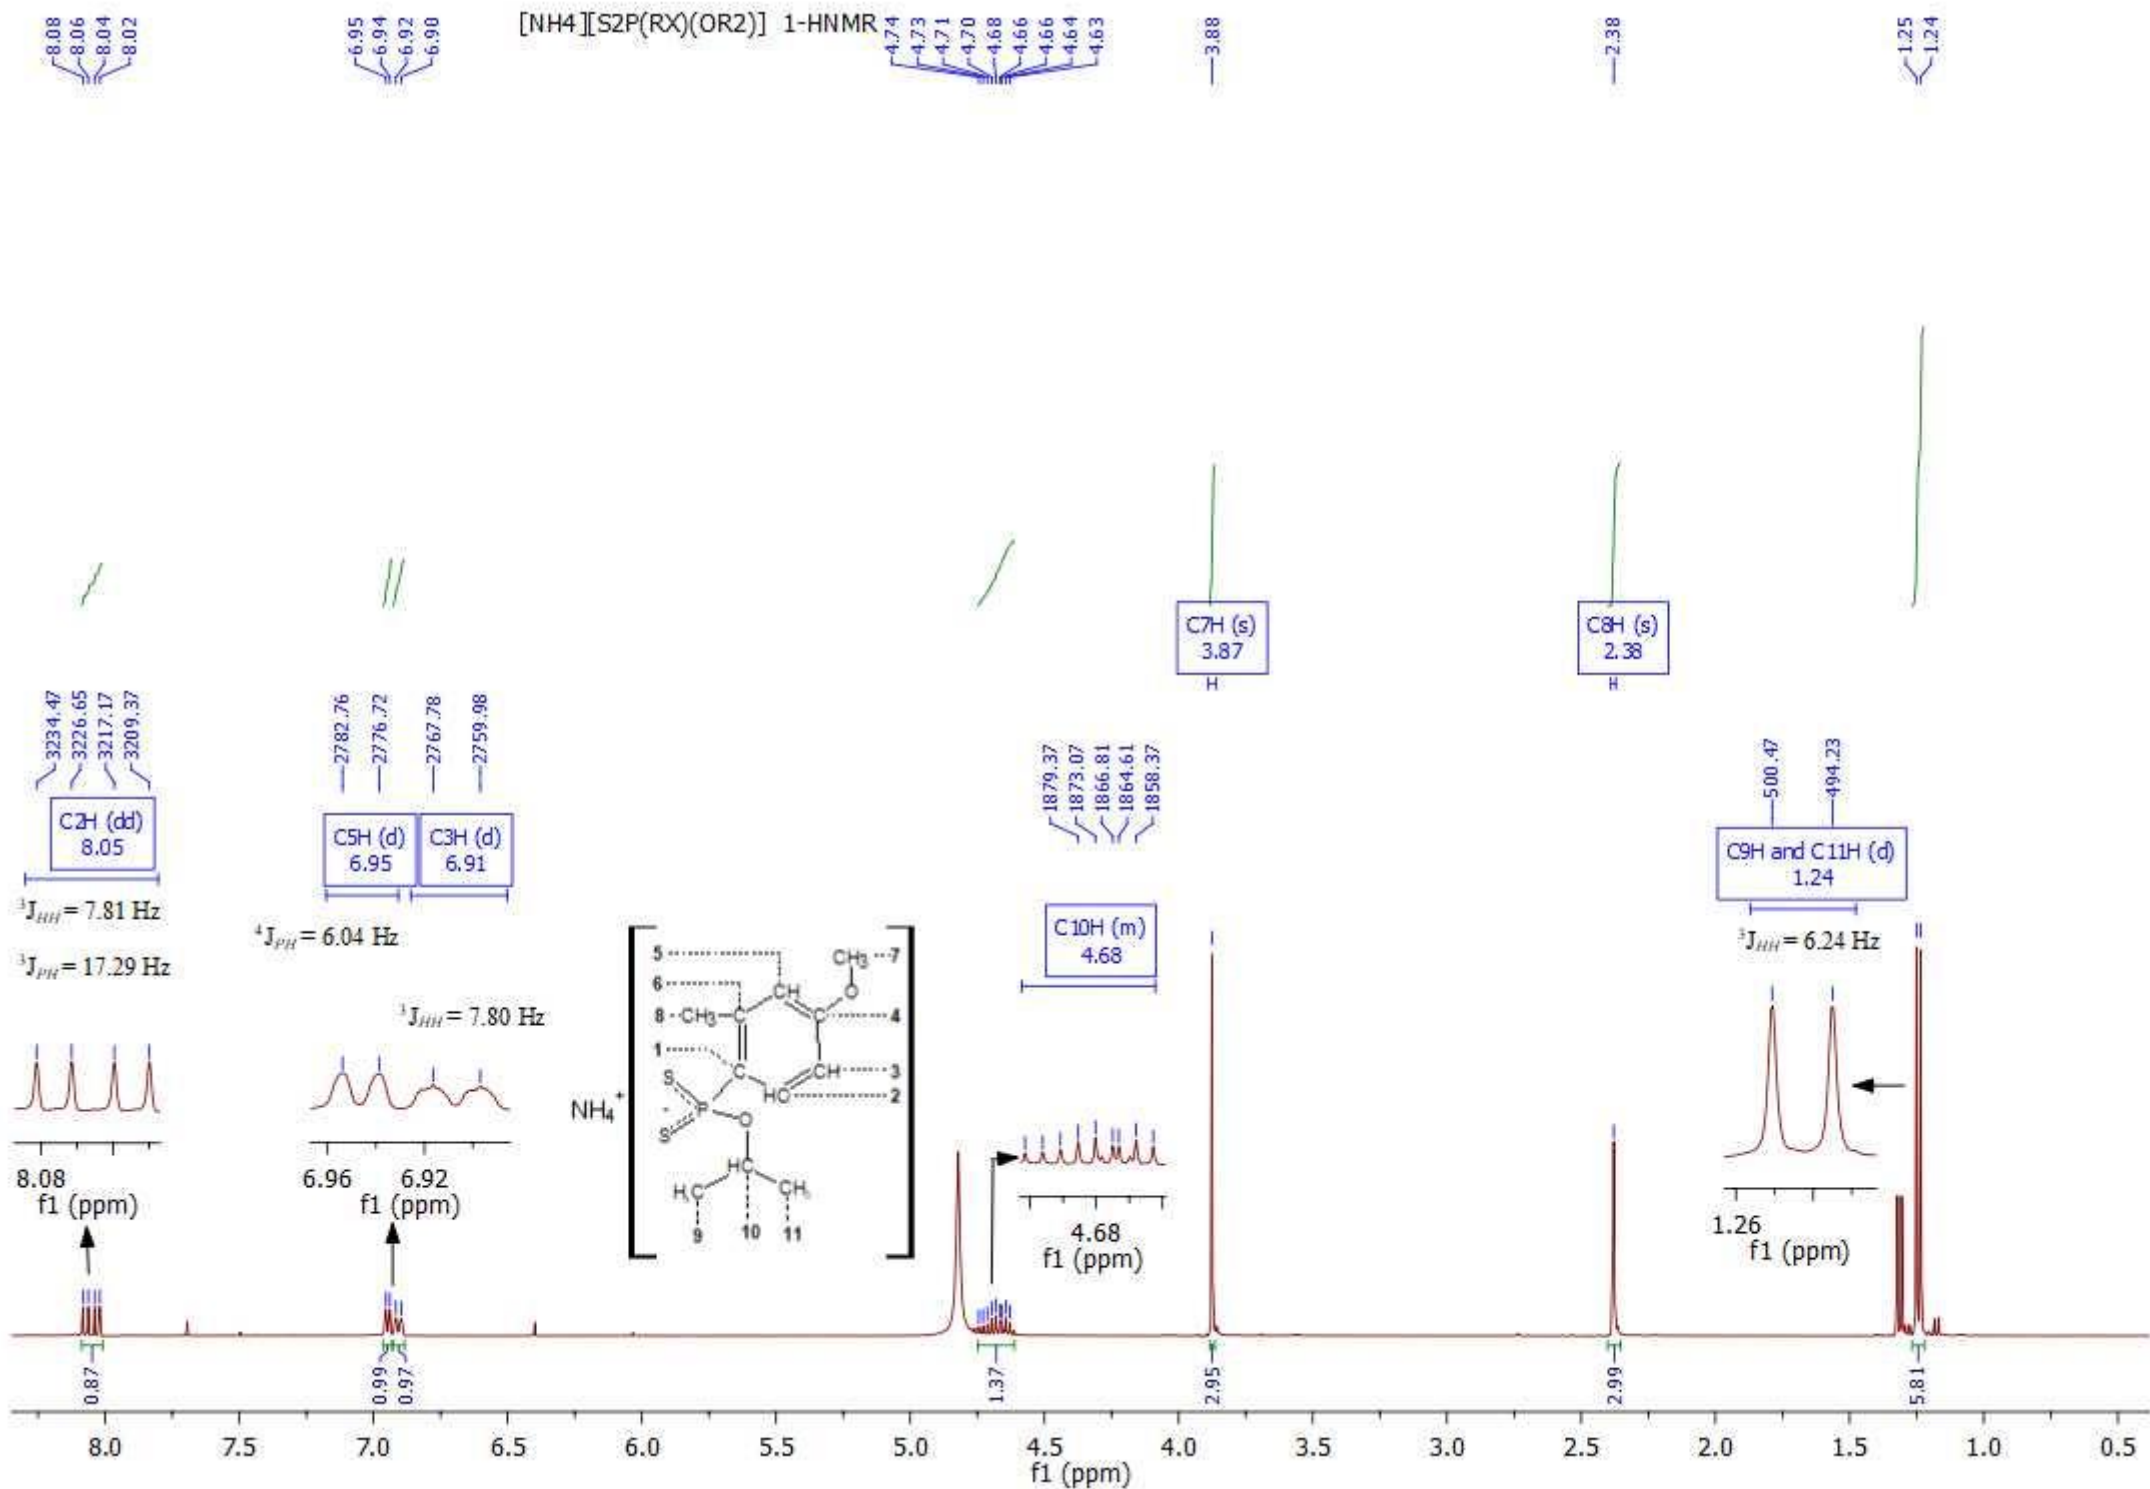 [NH4][S2P(RX)(OR2)] 1-HNMR
8.08
8.06
8.04
8.02
6.95
6.94
6.92
6.90
4.74
4.73
4.71
4.70
4.68
4.66
4.66
4.64
4.63
3.88
2.38
1.25
1.24
C7H (s)
3.87
C8H (s)
2.38
3234.47
3226.65
3217.17
3209.37
2782.76
2776.72
2767.78
2759.98
1879.37
1873.07
1866.81
1864.61
1858.37
500.47
494.23
C2H (dd)
8.05
C5H (d)
6.95
C3H (d)
6.91
C10H (m)
4.68
C9H and C11H (d)
1.24
³J_HH = 7.81 Hz
³J_PH = 17.29 Hz
⁴J_PH = 6.04 Hz
³J_HH = 7.80 Hz
³J_HH = 6.24 Hz
5
CH₃
7
6
CH
O
8
CH₃
C
C
4
1
C
CH
3
S
HC
2
NH₄⁺
-
P
O
S
HC
H₃C
CH₃
9
10
11
8.08
f1 (ppm)
6.96
6.92
f1 (ppm)
4.68
f1 (ppm)
1.26
f1 (ppm)
0.87
0.99
0.97
1.37
2.95
2.99
5.81
8.0 7.5 7.0 6.5 6.0 5.5 5.0 4.5 4.0 3.5 3.0 2.5 2.0 1.5 1.0 0.5
f1 (ppm)